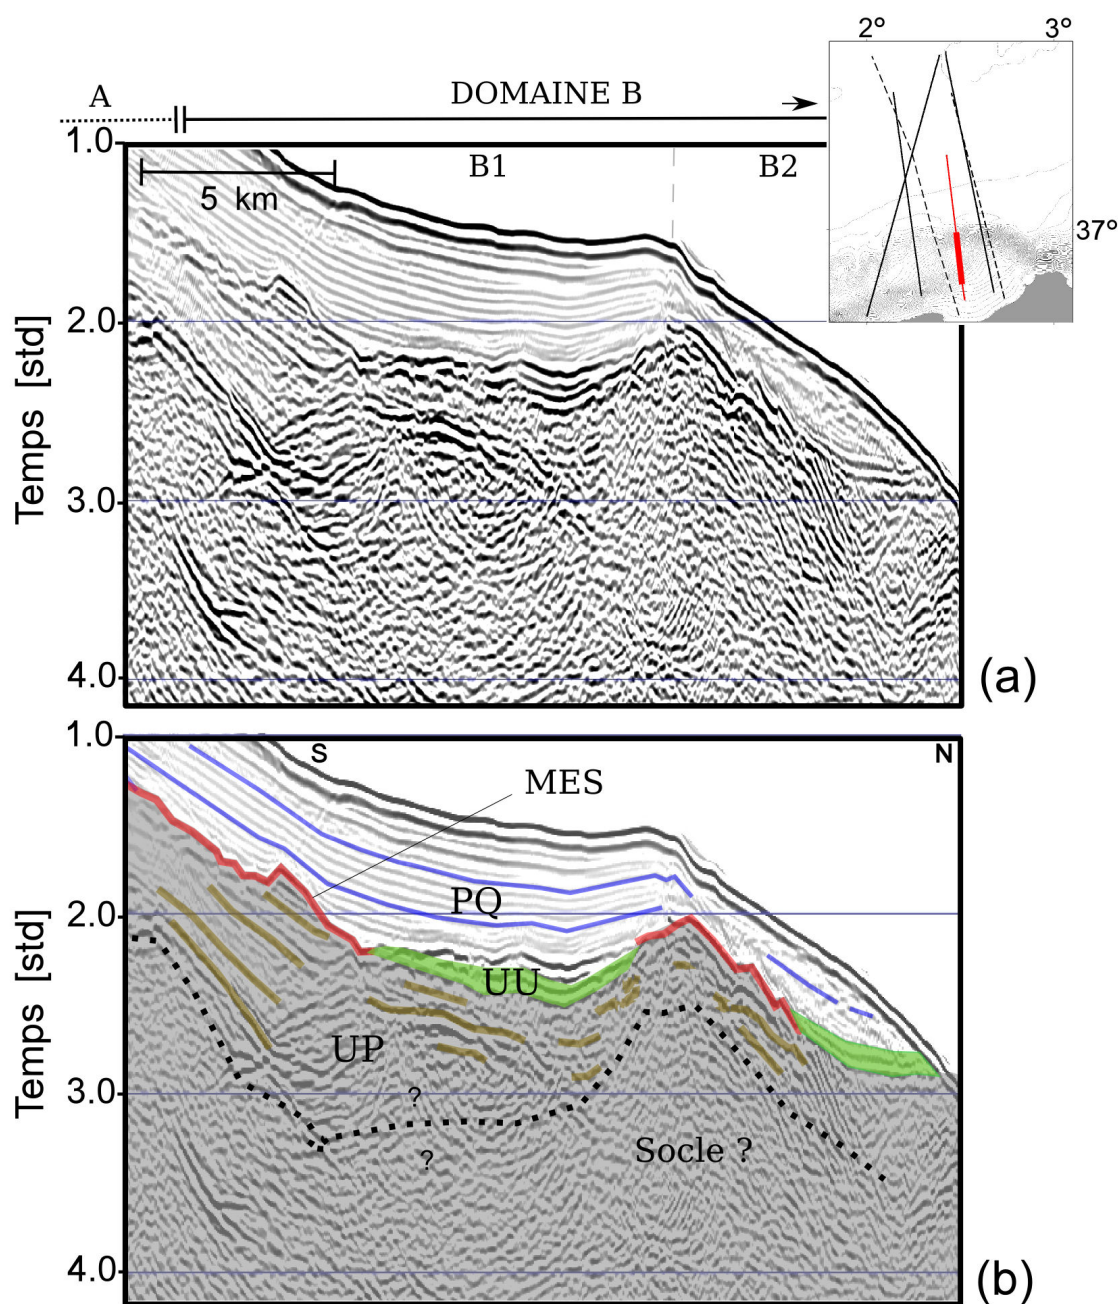 2° 3°
A
DOMAINE B
37°
1.0
B1
B2
5 km
2.0
3.0
4.0
Temps [std]
(a)
1.0
S
N
MES
PQ
2.0
UU
UP
3.0
?
?
Socle ?
4.0
Temps [std]
(b)